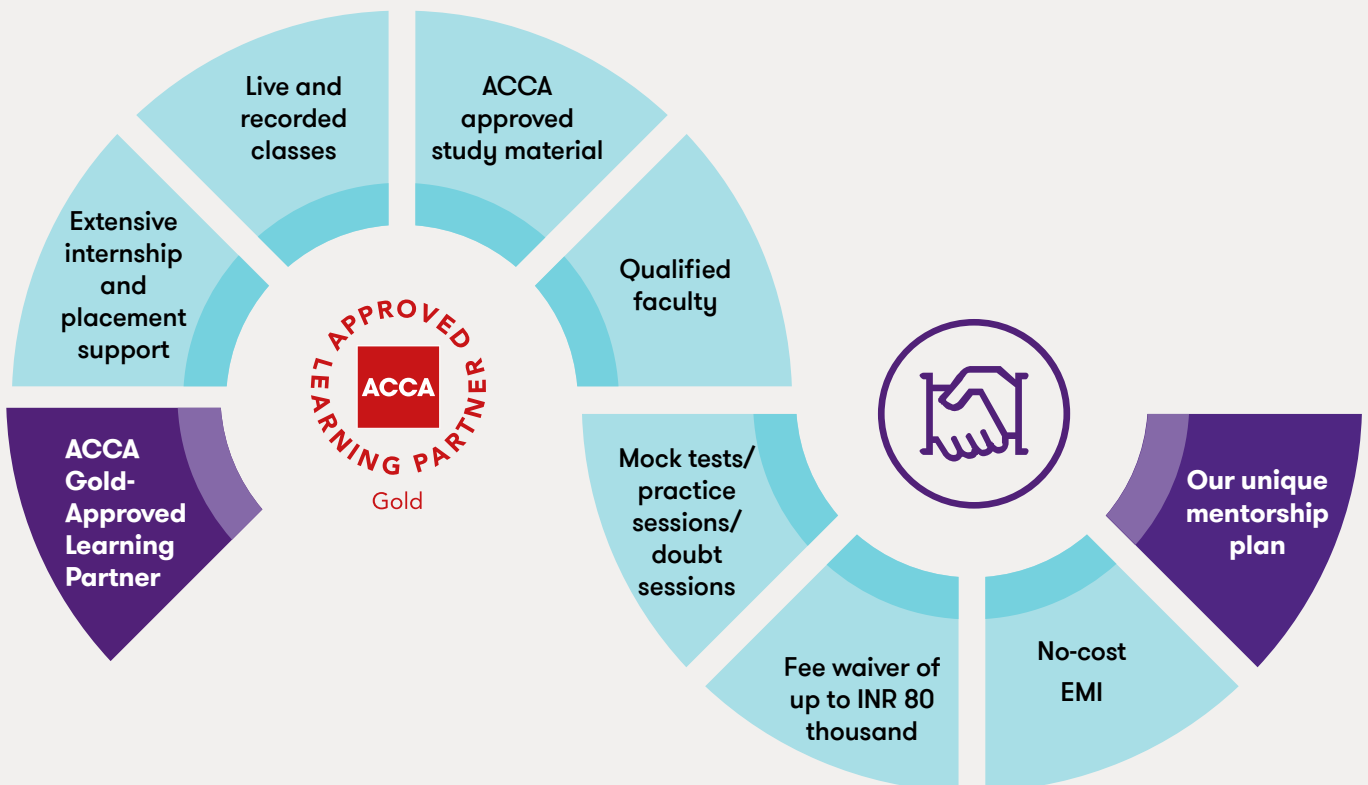 ACCA
Gold-
Approved
Learning
Partner
Extensive
internship
and
placement
support
Live and
recorded
classes
ACCA
approved
study material
Qualified
faculty
APPROVED
LEARNING PARTNER
ACCA
Gold
Mock tests/
practice
sessions/
doubt
sessions
Fee waiver of
up to INR 80
thousand
No-cost
EMI
Our unique
mentorship
plan